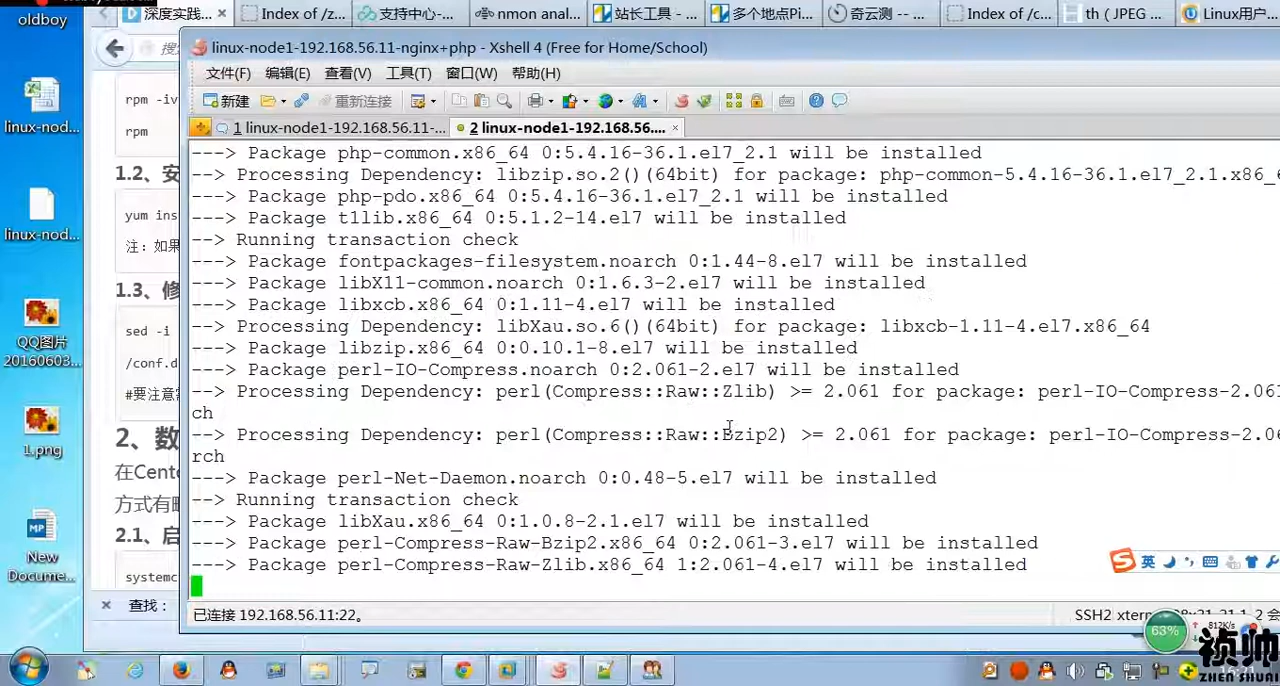 oldboy
深度实践...
Index of /z...
支持中心-...
nmon anal...
站长工具 - ...
多个地点Pi...
奇云测 -- ...
Index of /c...
th ( JPEG ...
Linux用户...
linux-node1-192.168.56.11-nginx+php - Xshell 4 (Free for Home/School)
文件(F) 编辑(E) 查看(V) 工具(T) 窗口(W) 帮助(H)
新建
重新连接
1 linux-node1-192.168.56.11-...
2 linux-node1-192.168.56....
---> Package php-common.x86_64 0:5.4.16-36.1.el7_2.1 will be installed
--> Processing Dependency: libzip.so.2()(64bit) for package: php-common-5.4.16-36.1.el7_2.1.x86_6
---> Package php-pdo.x86_64 0:5.4.16-36.1.el7_2.1 will be installed
---> Package t1lib.x86_64 0:5.1.2-14.el7 will be installed
--> Running transaction check
---> Package fontpackages-filesystem.noarch 0:1.44-8.el7 will be installed
---> Package libX11-common.noarch 0:1.6.3-2.el7 will be installed
---> Package libxcb.x86_64 0:1.11-4.el7 will be installed
--> Processing Dependency: libXau.so.6()(64bit) for package: libxcb-1.11-4.el7.x86_64
---> Package libzip.x86_64 0:0.10.1-8.el7 will be installed
---> Package perl-IO-Compress.noarch 0:2.061-2.el7 will be installed
--> Processing Dependency: perl(Compress::Raw::Zlib) >= 2.061 for package: perl-IO-Compress-2.061
ch
--> Processing Dependency: perl(Compress::Raw::Bzip2) >= 2.061 for package: perl-IO-Compress-2.06
rch
---> Package perl-Net-Daemon.noarch 0:0.48-5.el7 will be installed
--> Running transaction check
---> Package libXau.x86_64 0:1.0.8-2.1.el7 will be installed
---> Package perl-Compress-Raw-Bzip2.x86_64 0:2.061-3.el7 will be installed
---> Package perl-Compress-Raw-Zlib.x86_64 1:2.061-4.el7 will be installed
已连接 192.168.56.11:22。
SSH2
rpm -iv
rpm
1.2、安
yum ins
注：如果
1.3、修
sed -i
/conf.d
#要注意
2、数
在Cento
方式有
2.1、启
systemc
查找：
linux-nod...
linux-nod...
QQ图片
20160603...
1.png
New
Docume...
英
63%
812K/s
祯帅
ZHEN SHUAI